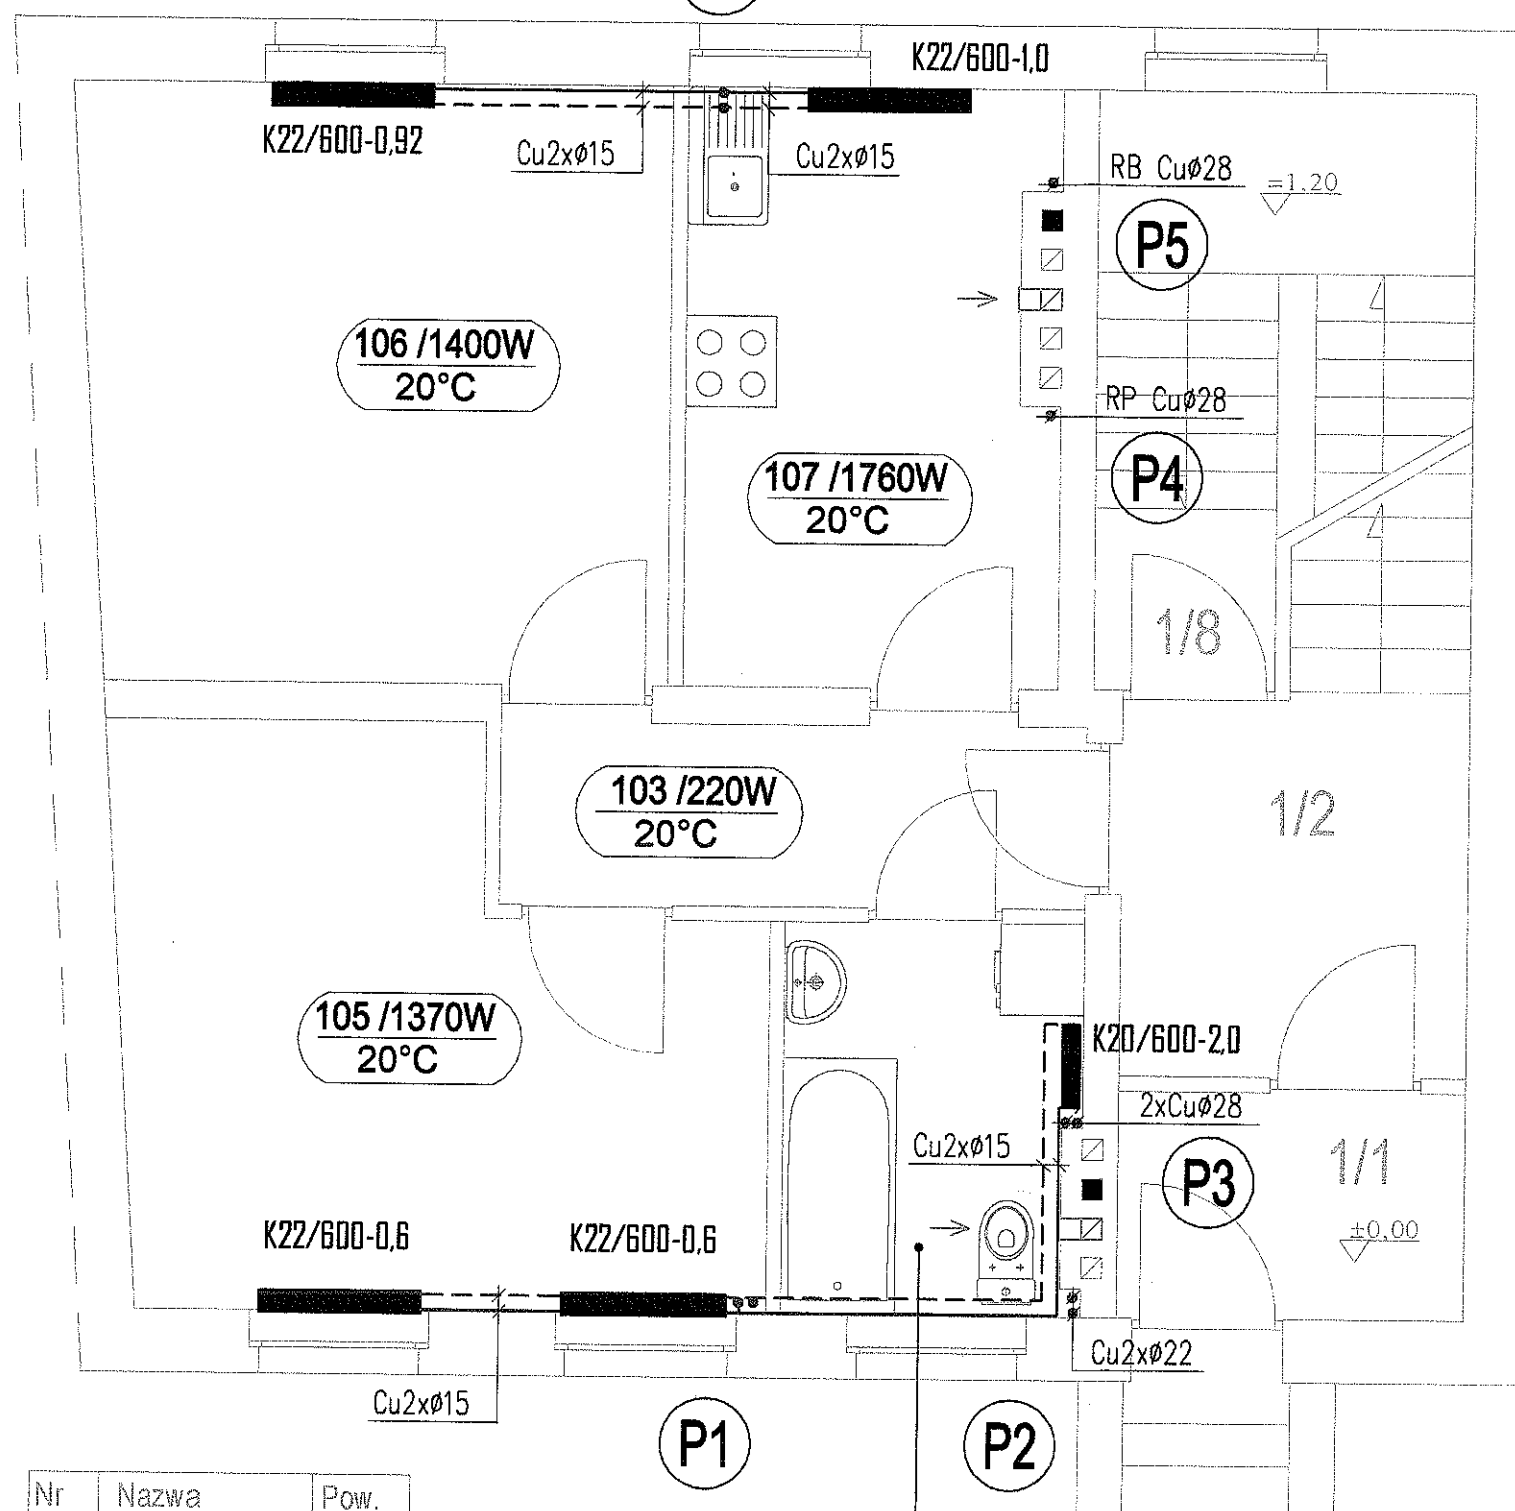 K22/600-1,0
K22/600-0,92
Cu2xø15
Cu2xø15
RB Cuø28
=1,20
P5
106 /1400W
20°C
RP Cuø28
107 /1760W
20°C
P4
1/8
103 /220W
20°C
1/2
105 /1370W
20°C
K20/600-2,0
2xCuø28
Cu2xø15
P3
1/1
±0,00
K22/600-0,6
K22/600-0,6
Cu2xø22
Cu2xø15
P1
P2
Nr Nazwa Pow.